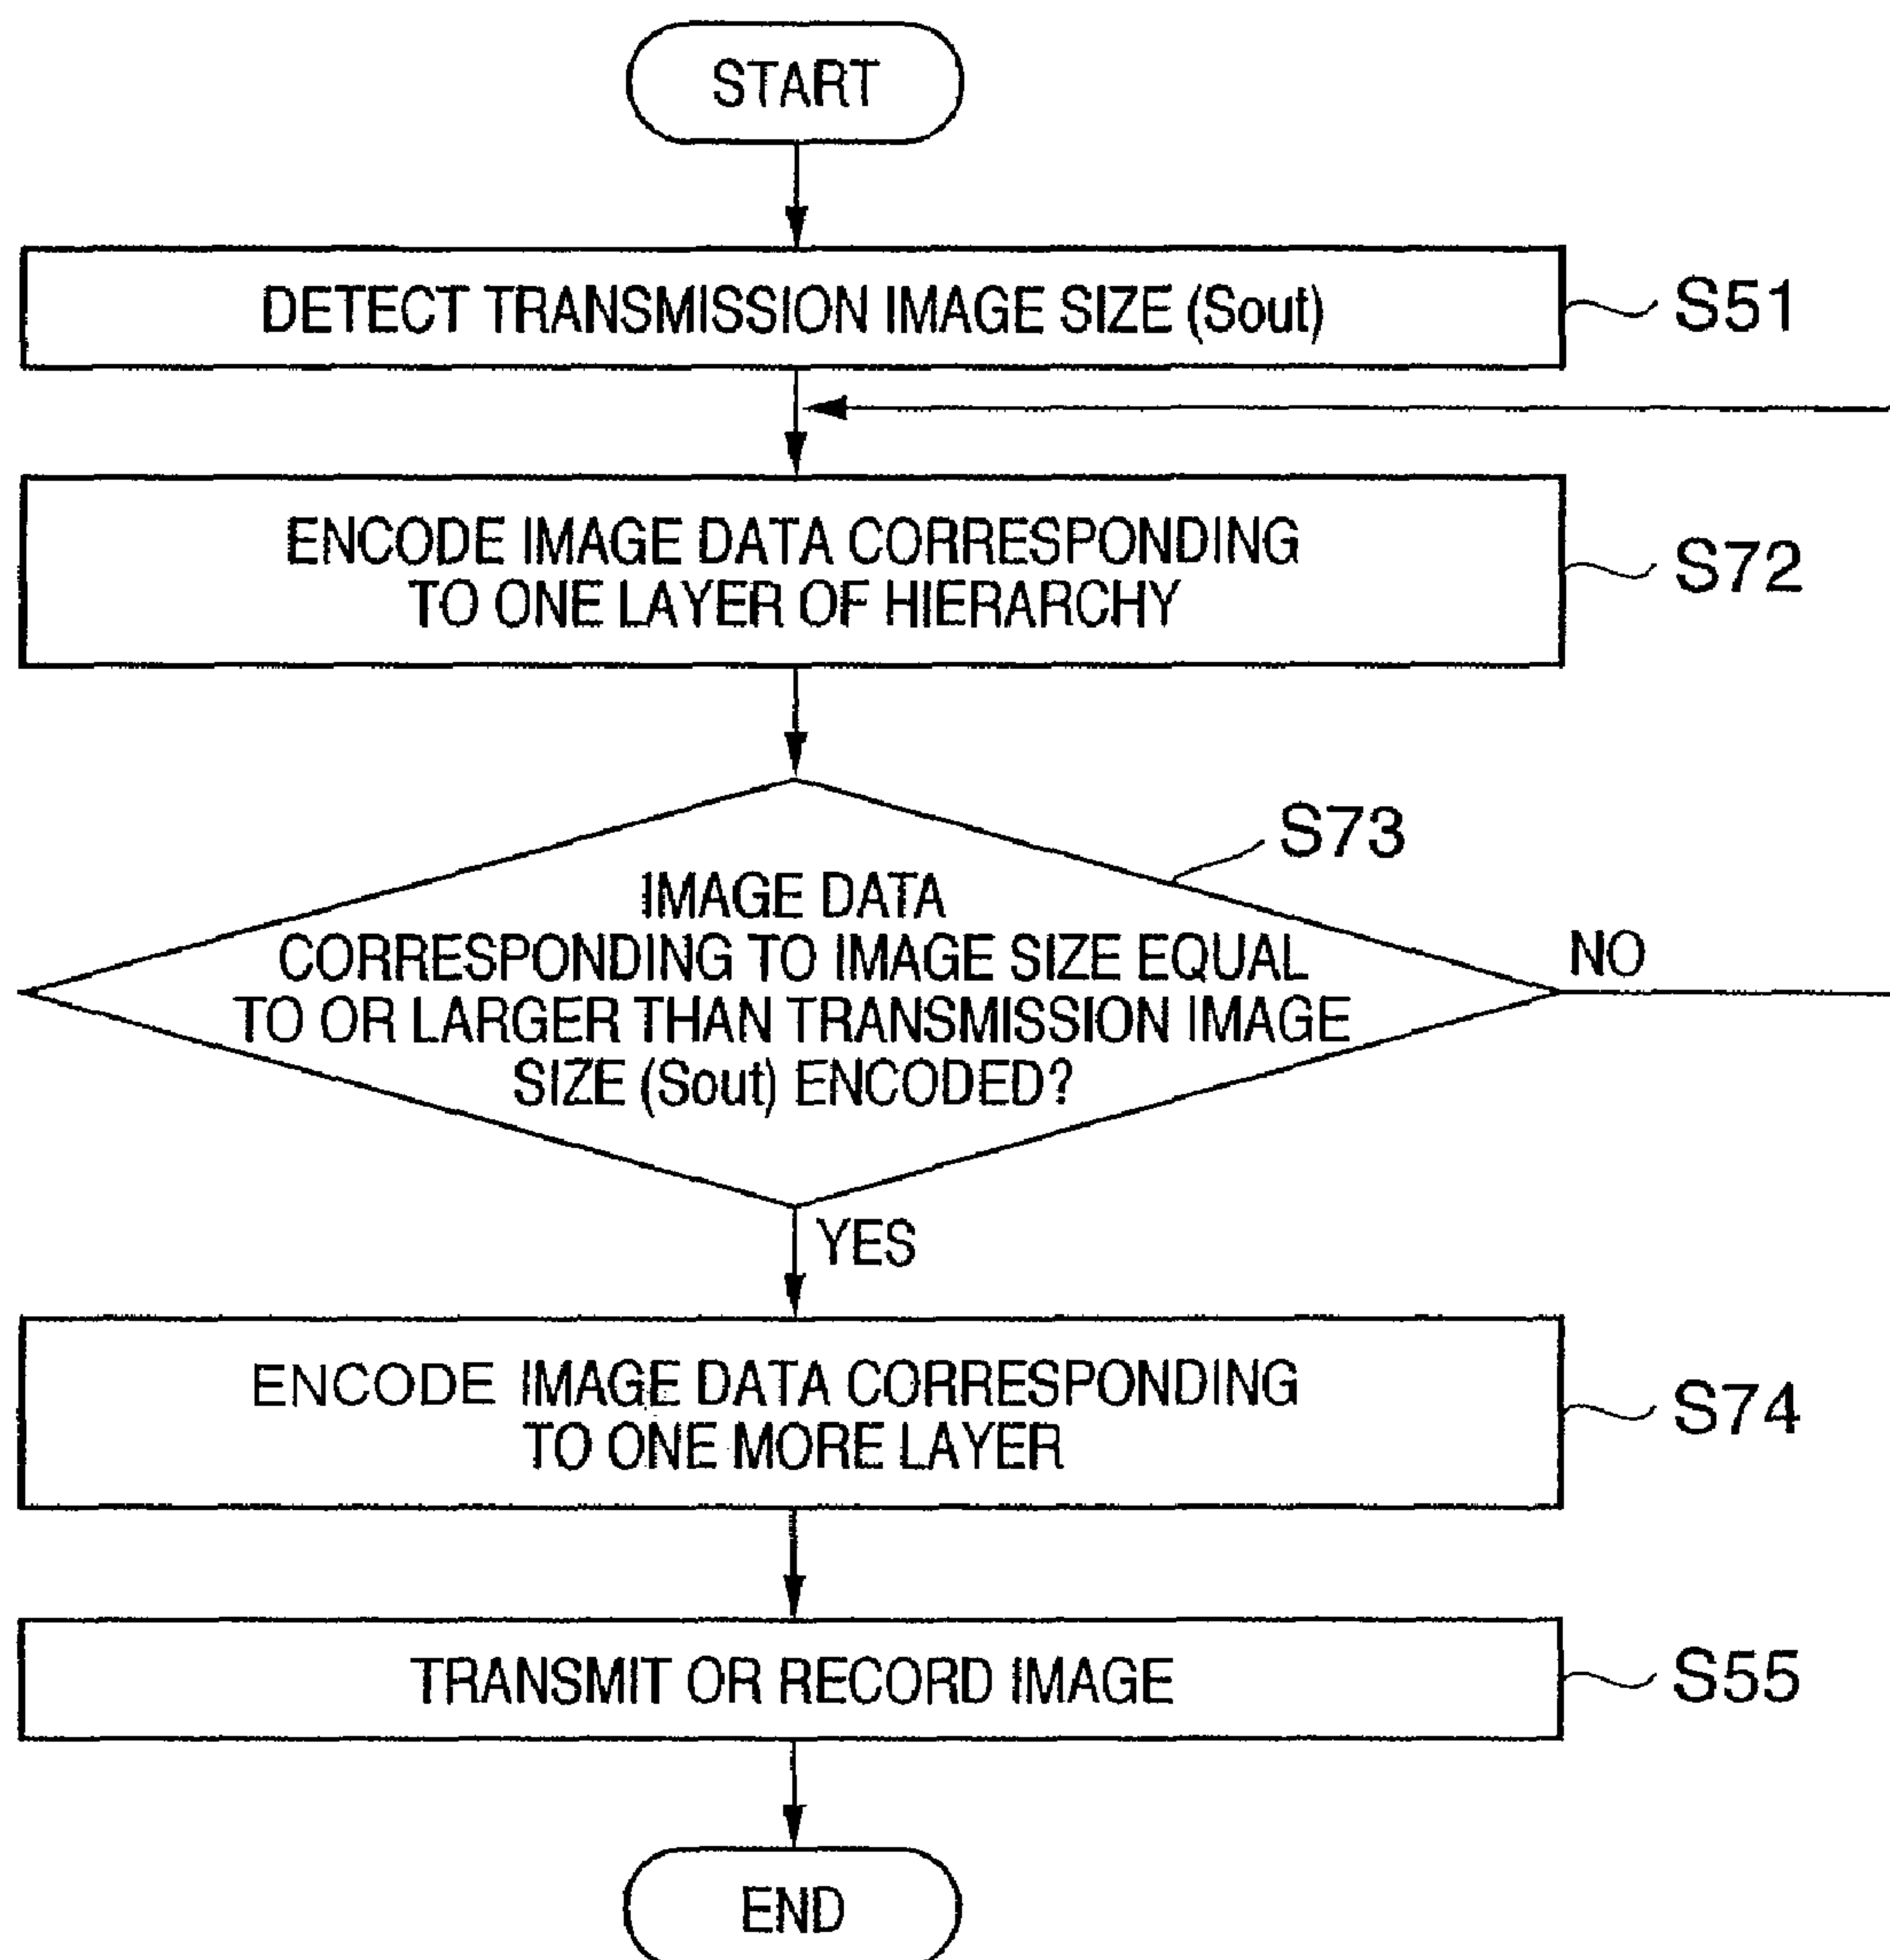 START
DETECT TRANSMISSION IMAGE SIZE (Sout)
S51
ENCODE IMAGE DATA CORRESPONDING
TO ONE LAYER OF HIERARCHY
S72
S73
IMAGE DATA
CORRESPONDING TO IMAGE SIZE EQUAL
TO OR LARGER THAN TRANSMISSION IMAGE
SIZE (Sout) ENCODED?
NO
YES
ENCODE IMAGE DATA CORRESPONDING
TO ONE MORE LAYER
S74
TRANSMIT OR RECORD IMAGE
S55
END